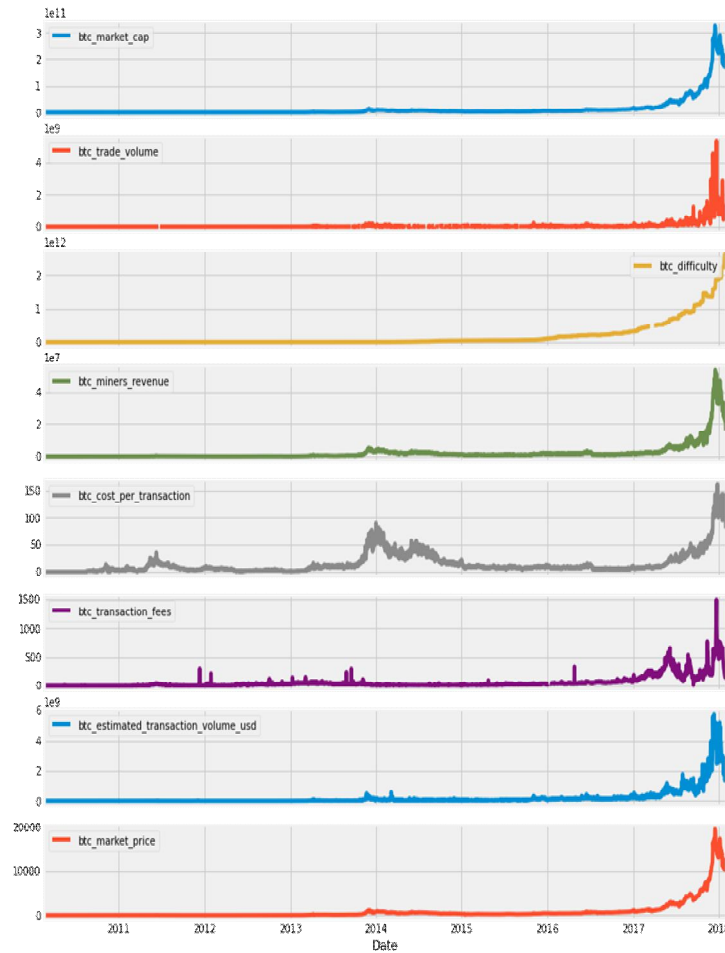 1e11
btc_market_cap
3
2
1
0
1e9
btc_trade_volume
4
2
0
1e12
btc_difficulty
2
1
0
1e7
btc_miners_revenue
4
2
0
btc_cost_per_transaction
150
100
50
0
btc_transaction_fees
1500
1000
500
0
1e9
btc_estimated_transaction_volume_usd
6
4
2
0
btc_market_price
20000
10000
0
2011 2012 2013 2014 2015 2016 2017 2018
Date